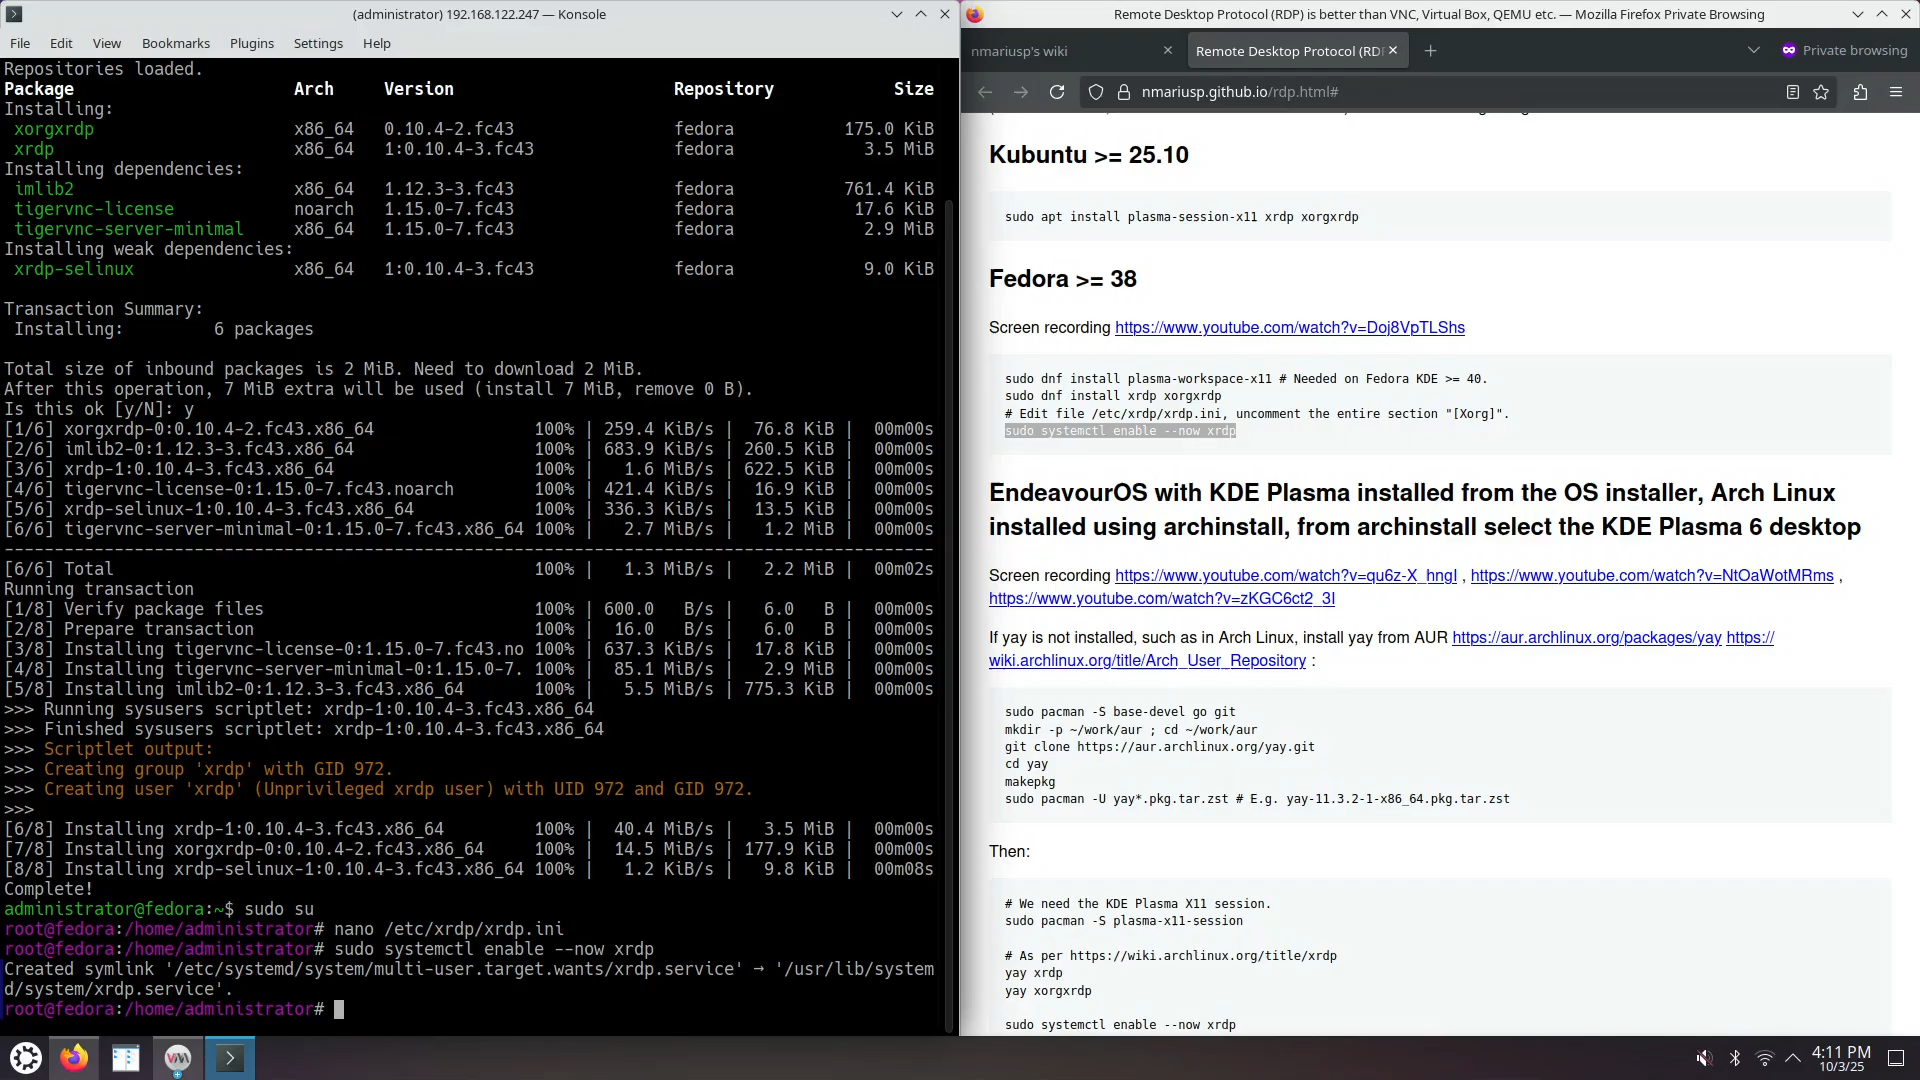 (administrator) 192.168.122.247 — Konsole
File Edit View Bookmarks Plugins Settings Help
Repositories loaded.
Package Arch Version Repository Size
Installing:
xorgxrdp x86_64 0.10.4-2.fc43 fedora 175.0 KiB
xrdp x86_64 1:0.10.4-3.fc43 fedora 3.5 MiB
Installing dependencies:
imlib2 x86_64 1.12.3-3.fc43 fedora 761.4 KiB
tigervnc-license noarch 1.15.0-7.fc43 fedora 17.6 KiB
tigervnc-server-minimal x86_64 1.15.0-7.fc43 fedora 2.9 MiB
Installing weak dependencies:
xrdp-selinux x86_64 1:0.10.4-3.fc43 fedora 9.0 KiB
Transaction Summary:
Installing: 6 packages
Total size of inbound packages is 2 MiB. Need to download 2 MiB.
After this operation, 7 MiB extra will be used (install 7 MiB, remove 0 B).
Is this ok [y/N]: y
[1/6] xorgxrdp-0:0.10.4-2.fc43.x86_64 100% | 259.4 KiB/s | 76.8 KiB | 00m00s
[2/6] imlib2-0:1.12.3-3.fc43.x86_64 100% | 683.9 KiB/s | 260.5 KiB | 00m00s
[3/6] xrdp-1:0.10.4-3.fc43.x86_64 100% | 1.6 MiB/s | 622.5 KiB | 00m00s
[4/6] tigervnc-license-0:1.15.0-7.fc43.noarch 100% | 421.4 KiB/s | 16.9 KiB | 00m00s
[5/6] xrdp-selinux-1:0.10.4-3.fc43.x86_64 100% | 336.3 KiB/s | 13.5 KiB | 00m00s
[6/6] tigervnc-server-minimal-0:1.15.0-7.fc43.x86_64 100% | 2.7 MiB/s | 1.2 MiB | 00m00s
---------------------------------------------------------------------------------------------
[6/6] Total 100% | 1.3 MiB/s | 2.2 MiB | 00m02s
Running transaction
[1/8] Verify package files 100% | 600.0 B/s | 6.0 B | 00m00s
[2/8] Prepare transaction 100% | 16.0 B/s | 6.0 B | 00m00s
[3/8] Installing tigervnc-license-0:1.15.0-7.fc43.no 100% | 637.3 KiB/s | 17.8 KiB | 00m00s
[4/8] Installing tigervnc-server-minimal-0:1.15.0-7. 100% | 85.1 MiB/s | 2.9 MiB | 00m00s
[5/8] Installing imlib2-0:1.12.3-3.fc43.x86_64 100% | 5.5 MiB/s | 775.3 KiB | 00m00s
>>> Running sysusers scriptlet: xrdp-1:0.10.4-3.fc43.x86_64
>>> Finished sysusers scriptlet: xrdp-1:0.10.4-3.fc43.x86_64
>>> Scriptlet output:
>>> Creating group 'xrdp' with GID 972.
>>> Creating user 'xrdp' (Unprivileged xrdp user) with UID 972 and GID 972.
>>>
[6/8] Installing xrdp-1:0.10.4-3.fc43.x86_64 100% | 40.4 MiB/s | 3.5 MiB | 00m00s
[7/8] Installing xorgxrdp-0:0.10.4-2.fc43.x86_64 100% | 14.5 MiB/s | 177.9 KiB | 00m00s
[8/8] Installing xrdp-selinux-1:0.10.4-3.fc43.x86_64 100% | 1.2 KiB/s | 9.8 KiB | 00m08s
Complete!
administrator@fedora:~$ sudo su
root@fedora:/home/administrator# nano /etc/xrdp/xrdp.ini
root@fedora:/home/administrator# sudo systemctl enable --now xrdp
Created symlink '/etc/systemd/system/multi-user.target.wants/xrdp.service' → '/usr/lib/system
d/system/xrdp.service'.
root@fedora:/home/administrator#
Remote Desktop Protocol (RDP) is better than VNC, Virtual Box, QEMU etc. — Mozilla Firefox Private Browsing
nmariusp's wiki
Remote Desktop Protocol (RD
Private browsing
nmariusp.github.io/rdp.html#
Kubuntu >= 25.10
sudo apt install plasma-session-x11 xrdp xorgxrdp
Fedora >= 38
Screen recording https://www.youtube.com/watch?v=Doj8VpTLShs
sudo dnf install plasma-workspace-x11 # Needed on Fedora KDE >= 40.
sudo dnf install xrdp xorgxrdp
# Edit file /etc/xrdp/xrdp.ini, uncomment the entire section "[Xorg]".
sudo systemctl enable --now xrdp
EndeavourOS with KDE Plasma installed from the OS installer, Arch Linux
installed using archinstall, from archinstall select the KDE Plasma 6 desktop
Screen recording https://www.youtube.com/watch?v=qu6z-X_hngI , https://www.youtube.com/watch?v=NtOaWotMRms ,
https://www.youtube.com/watch?v=zKGC6ct2_3I
If yay is not installed, such as in Arch Linux, install yay from AUR https://aur.archlinux.org/packages/yay https://
wiki.archlinux.org/title/Arch_User_Repository :
sudo pacman -S base-devel go git
mkdir -p ~/work/aur ; cd ~/work/aur
git clone https://aur.archlinux.org/yay.git
cd yay
makepkg
sudo pacman -U yay*.pkg.tar.zst # E.g. yay-11.3.2-1-x86_64.pkg.tar.zst
Then:
# We need the KDE Plasma X11 session.
sudo pacman -S plasma-x11-session
# As per https://wiki.archlinux.org/title/xrdp
yay xrdp
yay xorgxrdp
sudo systemctl enable --now xrdp
4:11 PM
10/3/25